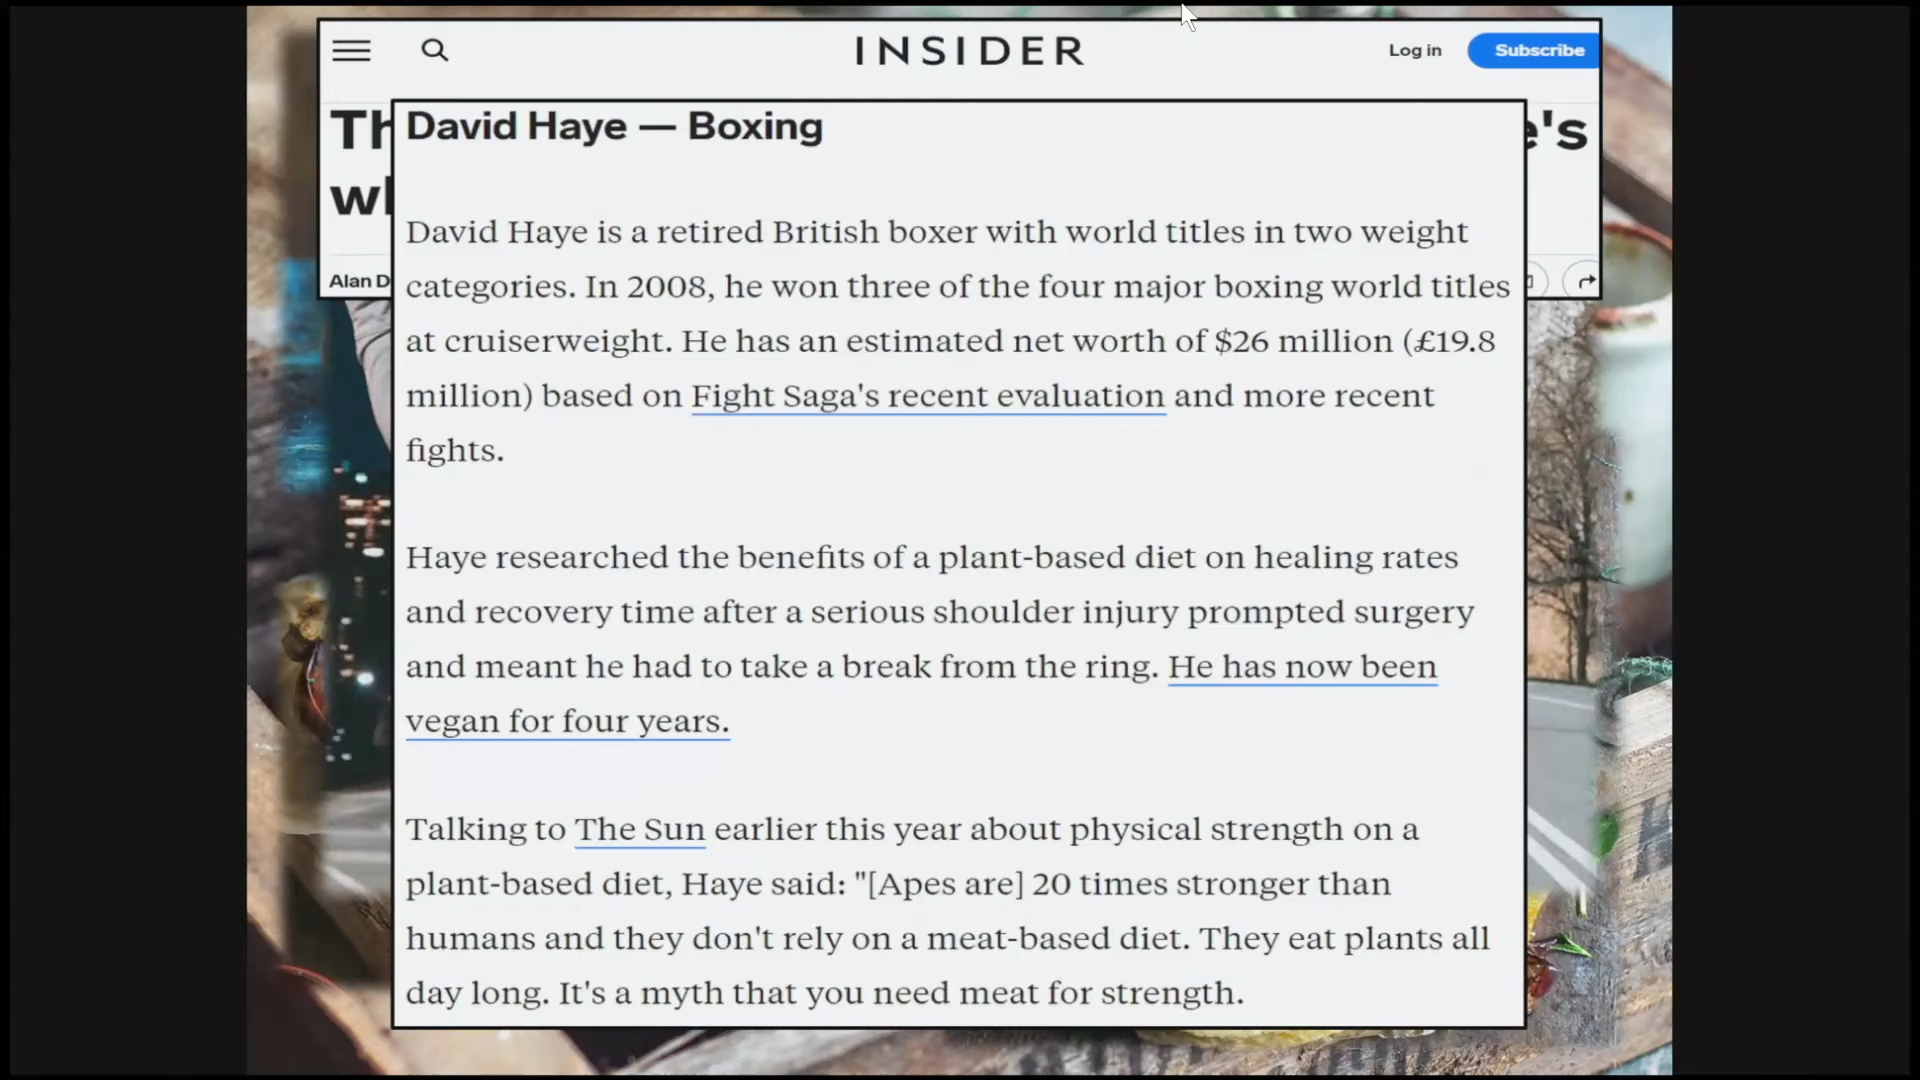 INSIDER
Log in
Subscribe
David Haye — Boxing
David Haye is a retired British boxer with world titles in two weight
categories. In 2008, he won three of the four major boxing world titles
at cruiserweight. He has an estimated net worth of $26 million (£19.8
million) based on Fight Saga's recent evaluation and more recent
fights.
Haye researched the benefits of a plant-based diet on healing rates
and recovery time after a serious shoulder injury prompted surgery
and meant he had to take a break from the ring. He has now been
vegan for four years.
Talking to The Sun earlier this year about physical strength on a
plant-based diet, Haye said: "[Apes are] 20 times stronger than
humans and they don't rely on a meat-based diet. They eat plants all
day long. It's a myth that you need meat for strength.
Alan D